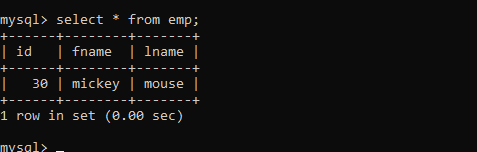 mysql> select * from emp;
+------+--------+-------+
| id   | fname  | lname |
+------+--------+-------+
|   30 | mickey | mouse |
+------+--------+-------+
1 row in set (0.00 sec)
mysql> _